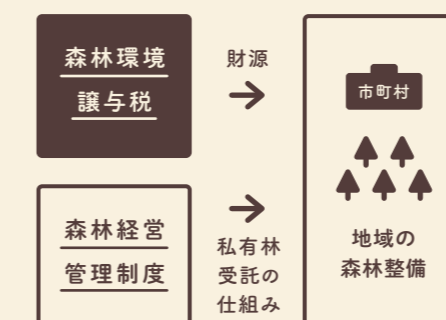 森林環境
譲与税
財源
市町村
地域の
森林整備
森林経営
管理制度
私有林
受託の
仕組み